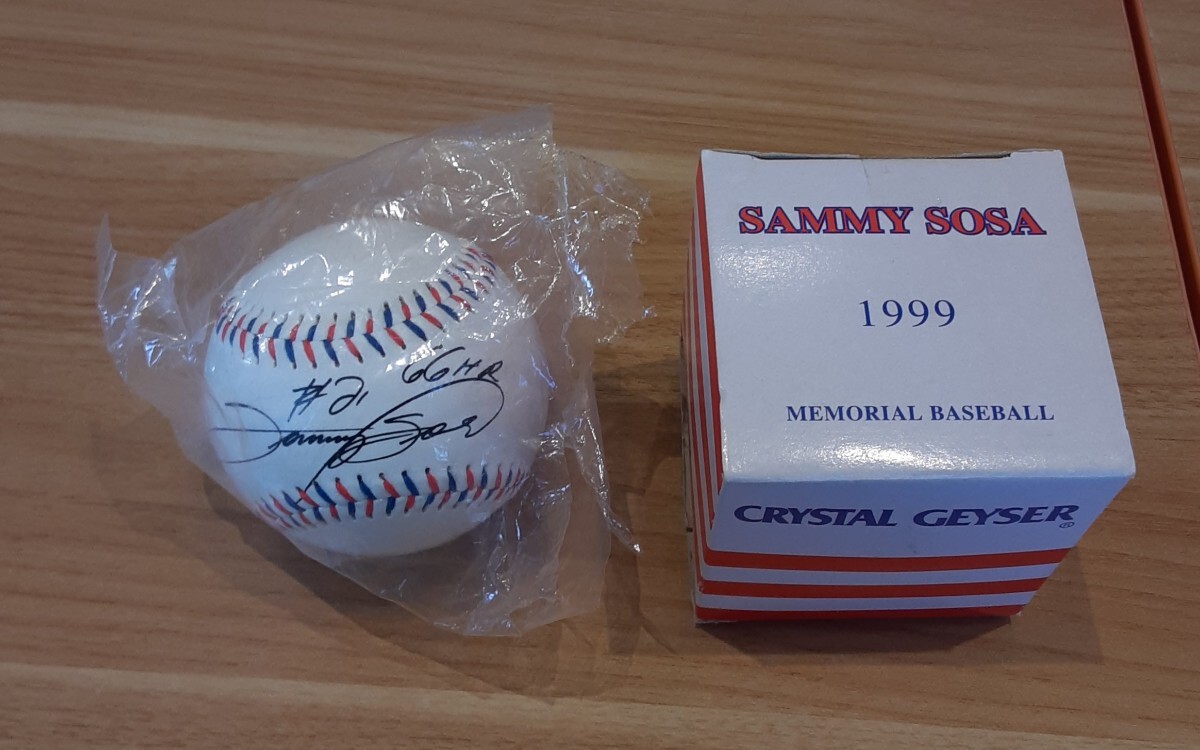 #21 66HR
Sammy Sosa
SAMMY SOSA
1999
MEMORIAL BASEBALL
CRYSTAL GEYSER®